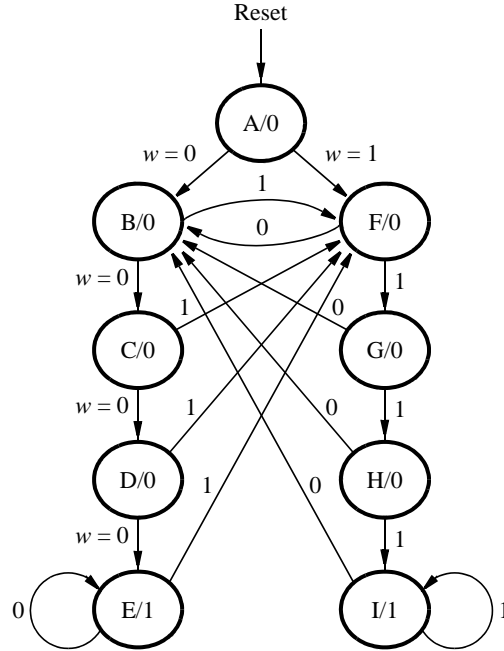 Reset
A/0
w = 0 w = 1
1
B/0 0 F/0
w = 0 1
1 0
C/0 G/0
w = 0 1
1 0
D/0 H/0
w = 0 1 0 1
0 E/1 I/1 1